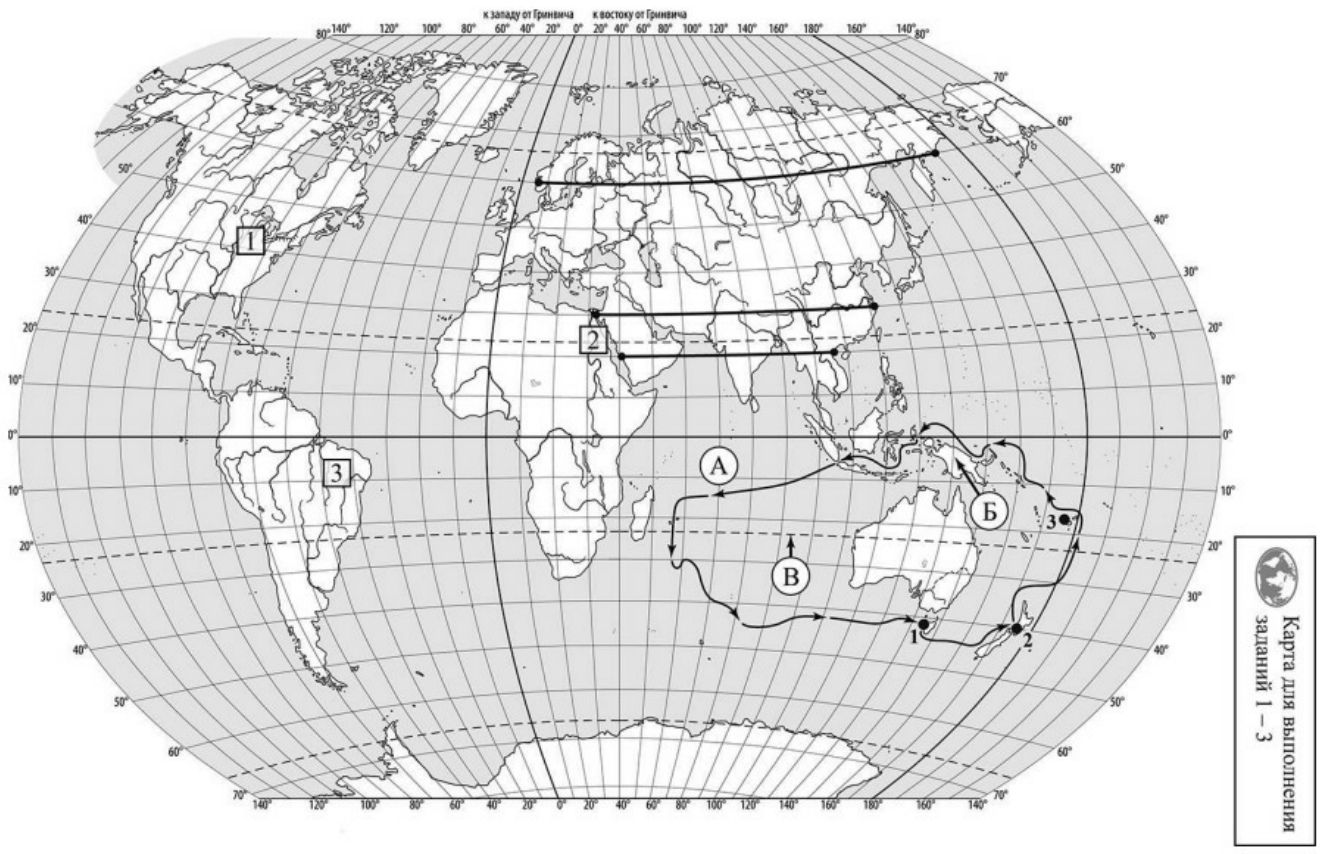 к западу от Гринвича к востоку от Гринвича
80° 140° 120° 100° 80° 60° 40° 20° 0° 20° 40° 60° 80° 100° 120° 140° 180° 140° 80°
70°
60°
50° 50°
40° 40°
1
30° 30°
20° 20°
2
10° 10°
0° 0°
А
3
10° 10°
Б
3
20° 20°
В
30° 30°
1 2
40° 40°
50° 50°
60° 60°
70° 70°
140° 120° 100° 80° 60° 40° 20° 0° 20° 40° 60° 80° 100° 120° 140° 160° 180° 160° 140°
Карта для выполнения
заданий 1 – 3